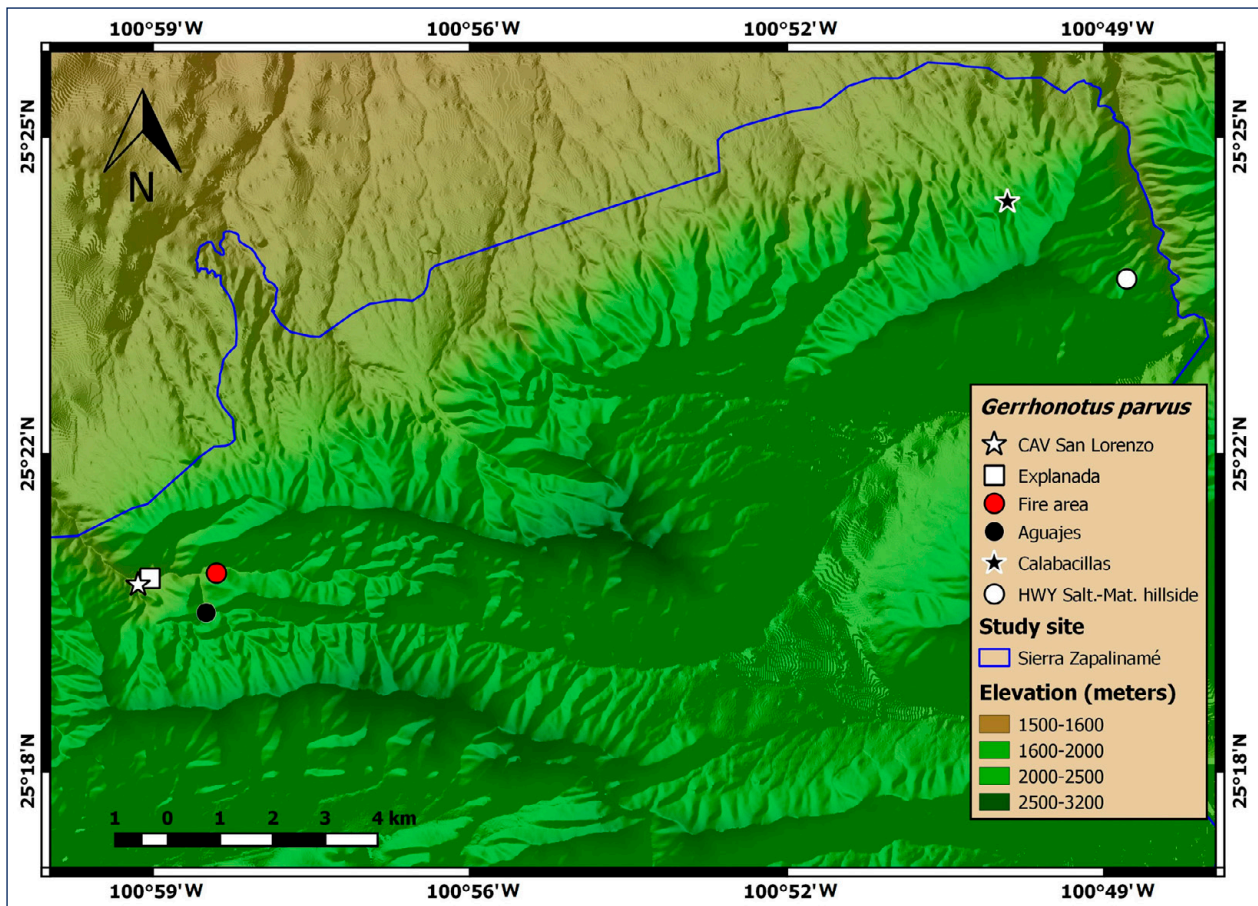 100°59'W 100°56'W 100°52'W 100°49'W
25°25'N 25°25'N
N
25°22'N 25°22'N
Gerrhonotus parvus
CAV San Lorenzo
Explanada
Fire area
Aguajes
Calabacillas
HWY Salt.-Mat. hillside
Study site
Sierra Zapalinamé
Elevation (meters)
1500-1600
1600-2000
2000-2500
2500-3200
25°18'N 25°18'N
1 0 1 2 3 4 km
100°59'W 100°56'W 100°52'W 100°49'W